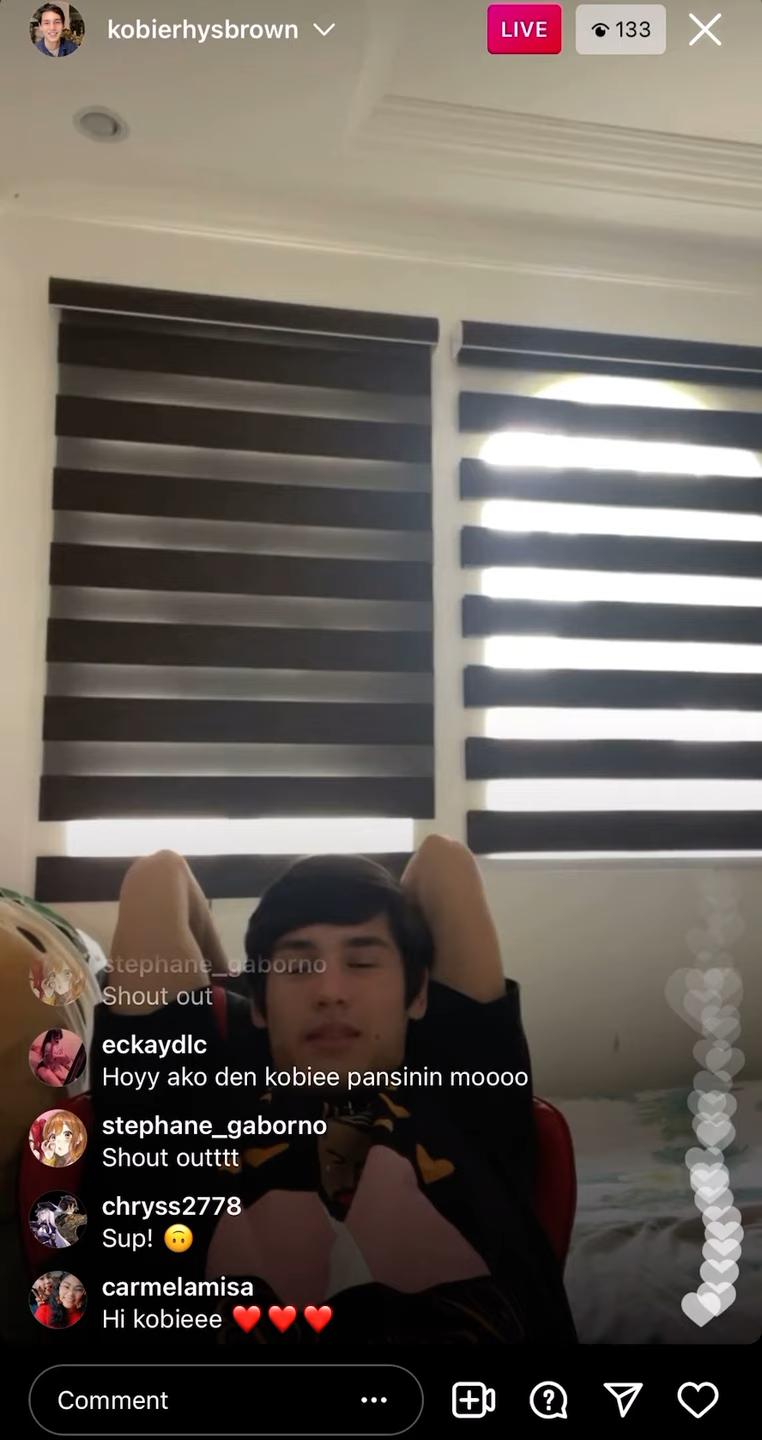 kobierhysbrown
LIVE
133
stephane_gaborno
Shout out
eckaydlc
Hoyy ako den kobiee pansinin moooo
stephane_gaborno
Shout outttt
chryss2778
Sup! 🙃
carmelamisa
Hi kobieee ❤️❤️❤️
Comment